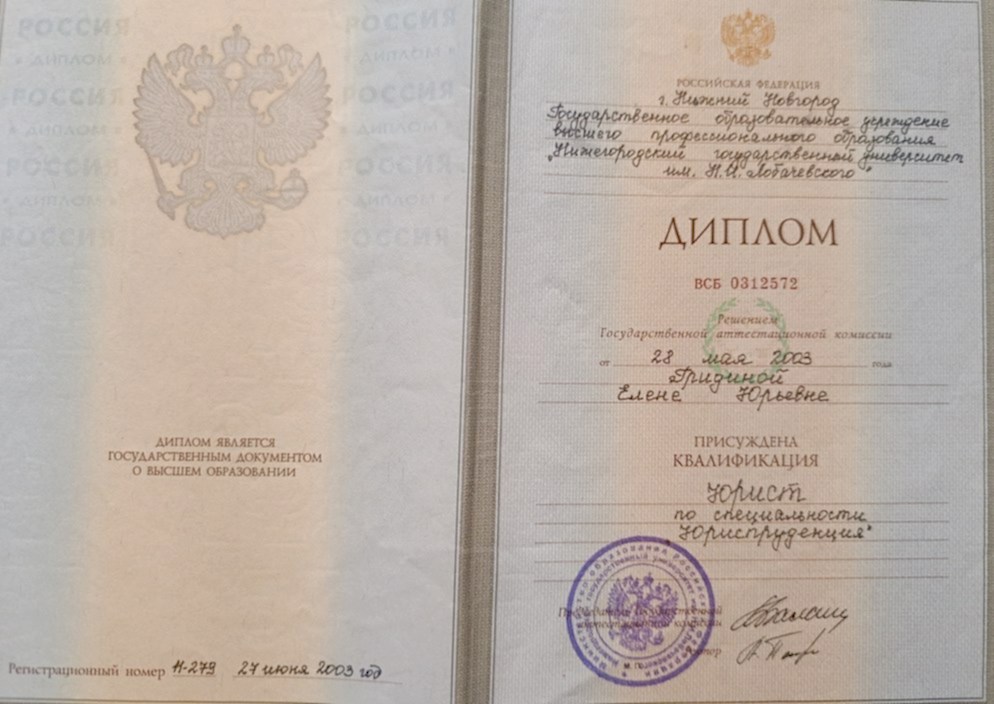 РОССИЯ РОССИЯ
• ДИПЛОМ • • ДИПЛОМ •
РОССИЯ РОССИЯ
• ДИПЛОМ • • ДИПЛОМ •
РОССИЯ РОССИЯ
• ДИПЛОМ • • ДИПЛОМ •
РОССИЯ РОССИЯ
ДИПЛОМ ЯВЛЯЕТСЯ
ГОСУДАРСТВЕННЫМ ДОКУМЕНТОМ
О ВЫСШЕМ ОБРАЗОВАНИИ
Регистрационный номер Н-279 27 июня 2003 год
РОССИЙСКАЯ ФЕДЕРАЦИЯ
г. Нижний Новгород
Государственное образовательное учреждение
высшего профессионального образования
"Нижегородский государственный университет
им. Н.И. Лобачевского"
ДИПЛОМ
ВСБ 0312572
Решением
Государственной аттестационной комиссии
от 28 мая 2003 года
Гридиной
Елене Юрьевне
ПРИСУЖДЕНА
КВАЛИФИКАЦИЯ
Юрист
по специальности
"Юриспруденция"
Государственной
комиссии